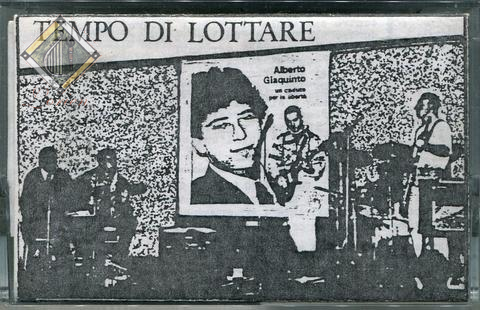 TEMPO DI LOTTARE
Alberto
Giaquinto
un caduto
per la libertà